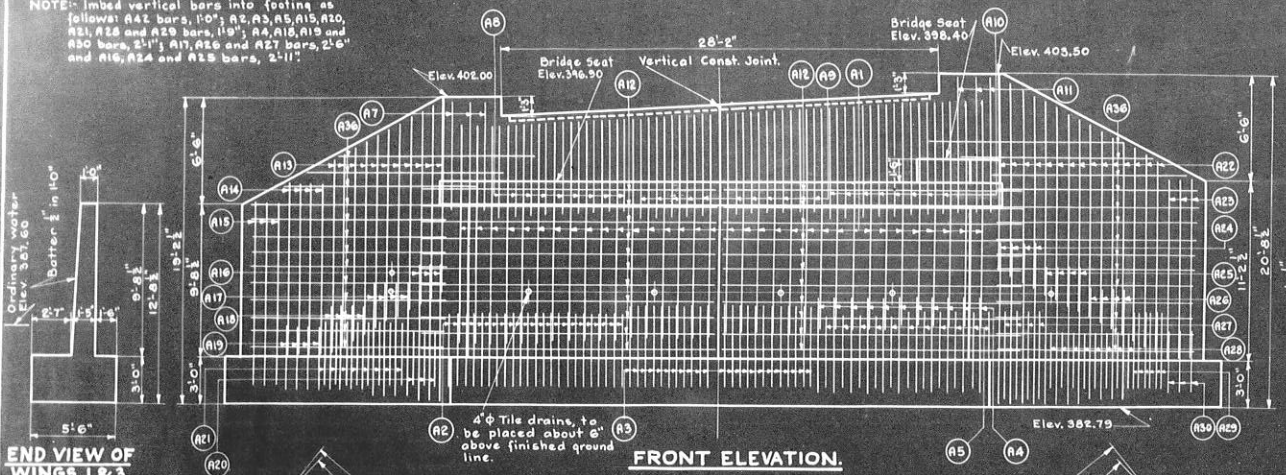 NOTE:- Imbed vertical bars into footing as
follows: A42 bars, 1'-0"; A2, A3, A5, A15, A20,
A21, A28 and A29 bars, 1'-9"; A4, A18, A19 and
A30 bars, 2'-1"; A17, A26 and A27 bars, 2'-6"
and A16, A24 and A25 bars, 2'-11".
A8
28'-2"
Bridge Seat
Elev. 398.40
A10
Elev. 403.50
Elev. 402.00
Bridge Seat
Elev. 396.90
Vertical Const. Joint.
A12
A12
A9
A1
1'-3"
1'-3"
A7
A11
A36
A36
6'-6"
6'-6"
A13
A22
1'-0"
A14
A23
1'-6"
A15
A24
Ordinary water
Elev. 387.60
Batter ½" in 1'-0"
9'-8½"
12'-8½"
19'-2½"
9'-8½"
11'-2½"
20'-8½"
A16
A25
A17
A26
2'-7"
1'-5"
1'-6"
A18
A27
A19
A28
3'-0"
3'-0"
3'-0"
5'-6"
Elev. 382.79
A21
A20
A2
4"φ Tile drains, to
be placed about 6"
above finished ground
line.
A3
A5
A4
A30
A29
END VIEW OF
WINGS 1 & 3
FRONT ELEVATION.